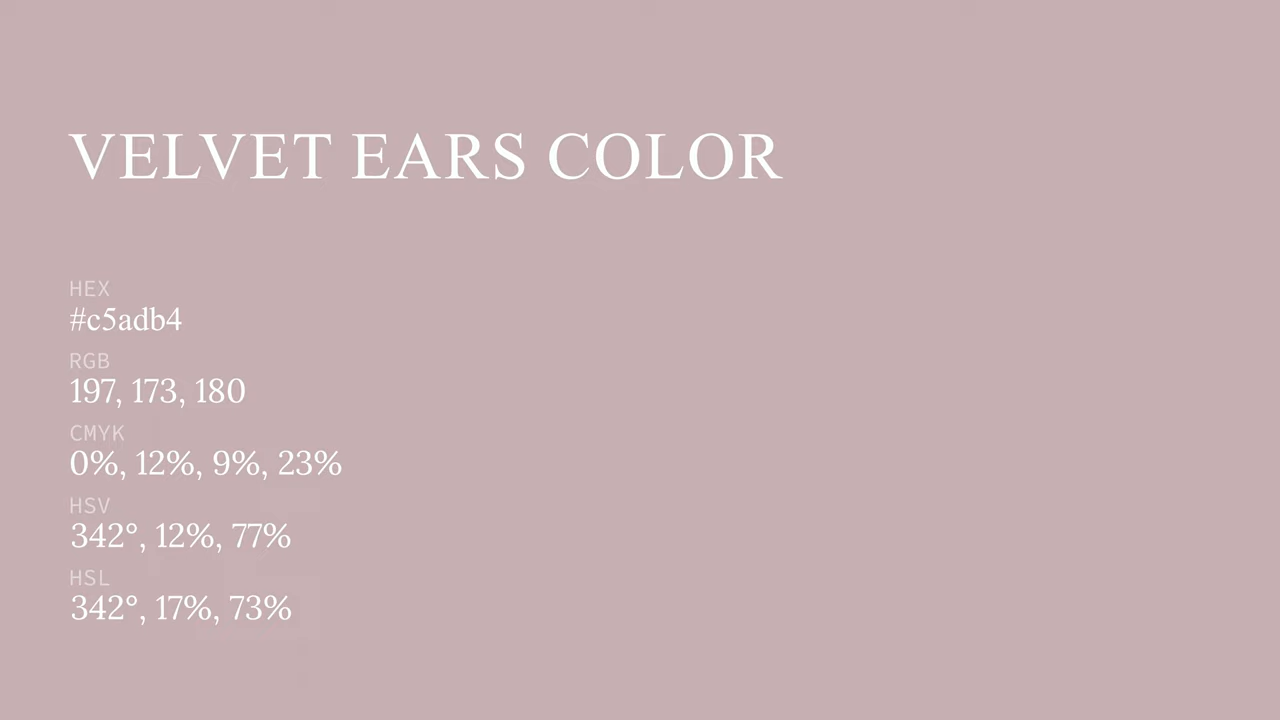 VELVET EARS COLOR
HEX
#c5adb4
RGB
197, 173, 180
CMYK
0%, 12%, 9%, 23%
HSV
342°, 12%, 77%
HSL
342°, 17%, 73%